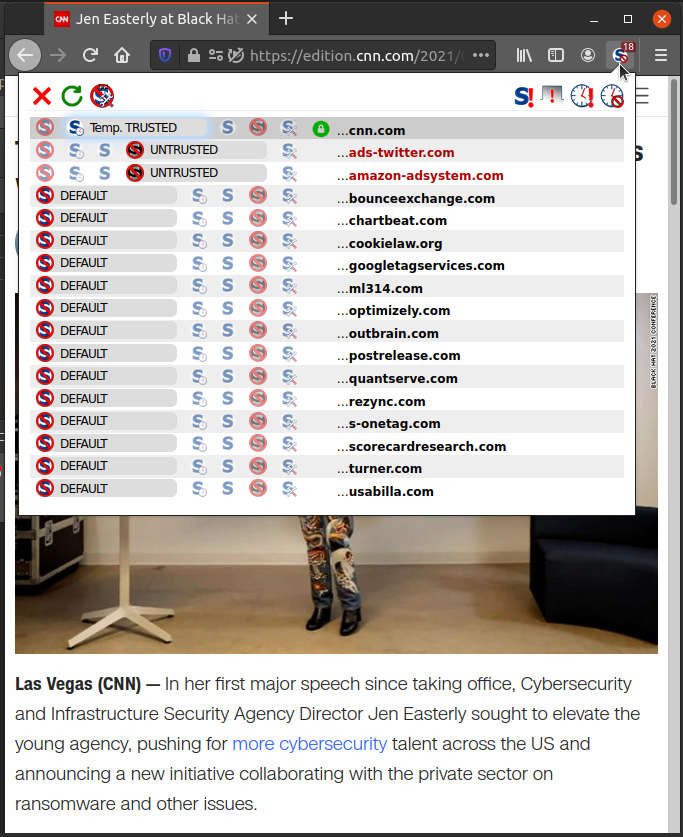 CNN Jen Easterly at Black Hat
https://edition.cnn.com/2021/
18
Temp. TRUSTED ...cnn.com
UNTRUSTED ...ads-twitter.com
UNTRUSTED ...amazon-adsystem.com
DEFAULT ...bounceexchange.com
DEFAULT ...chartbeat.com
DEFAULT ...cookielaw.org
DEFAULT ...googletagservices.com
DEFAULT ...ml314.com
DEFAULT ...optimizely.com
DEFAULT ...outbrain.com
DEFAULT ...postrelease.com
DEFAULT ...quantserve.com
DEFAULT ...rezync.com
DEFAULT ...s-onetag.com
DEFAULT ...scorecardresearch.com
DEFAULT ...turner.com
DEFAULT ...usabilla.com
BLACK HAT 2021 CONFERENCE
Las Vegas (CNN) — In her first major speech since taking office, Cybersecurity
and Infrastructure Security Agency Director Jen Easterly sought to elevate the
young agency, pushing for more cybersecurity talent across the US and
announcing a new initiative collaborating with the private sector on
ransomware and other issues.